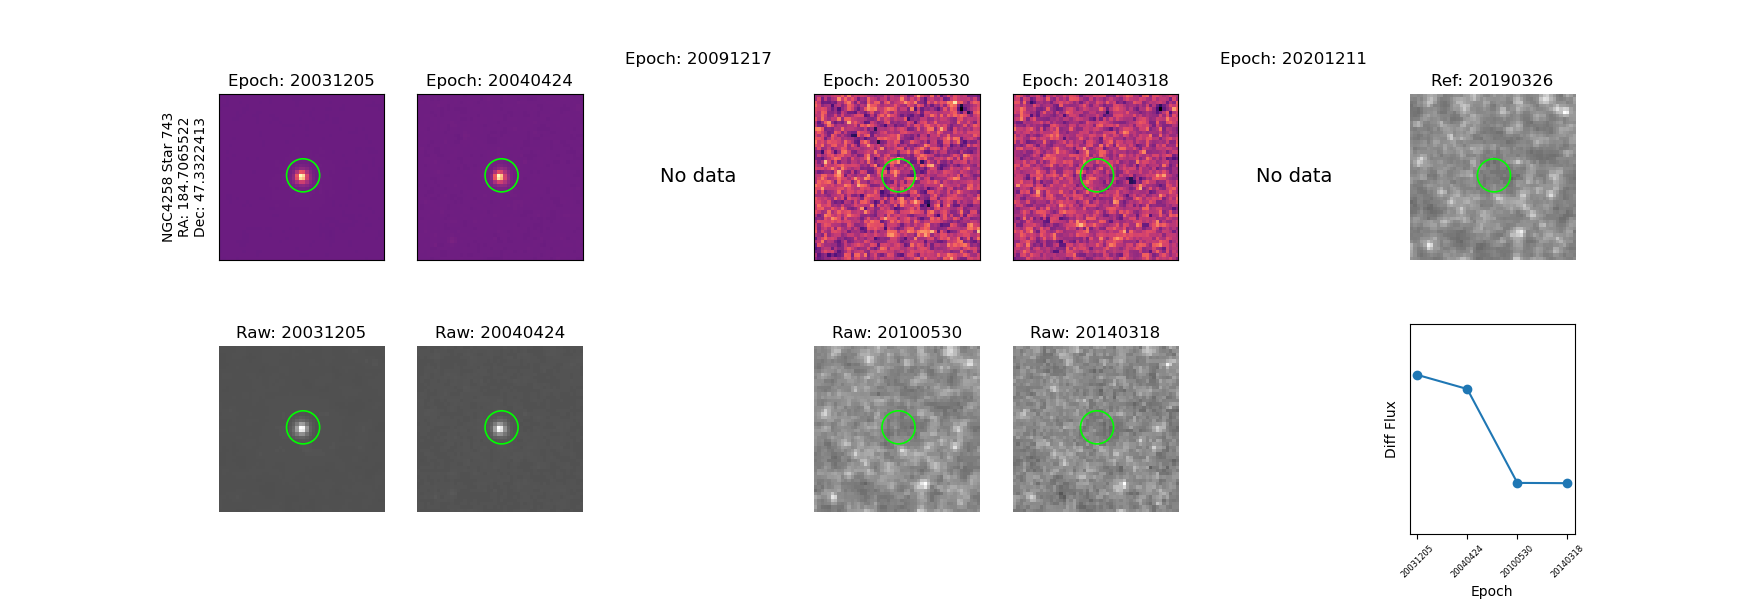 Epoch: 20091217
Epoch: 20201211
Epoch: 20031205
Epoch: 20040424
Epoch: 20100530
Epoch: 20140318
Ref: 20190326
NGC4258 Star 743
RA: 184.7065522
Dec: 47.3322413
No data
No data
Raw: 20031205
Raw: 20040424
Raw: 20100530
Raw: 20140318
Diff Flux
20031205
20040424
20100530
20140318
Epoch